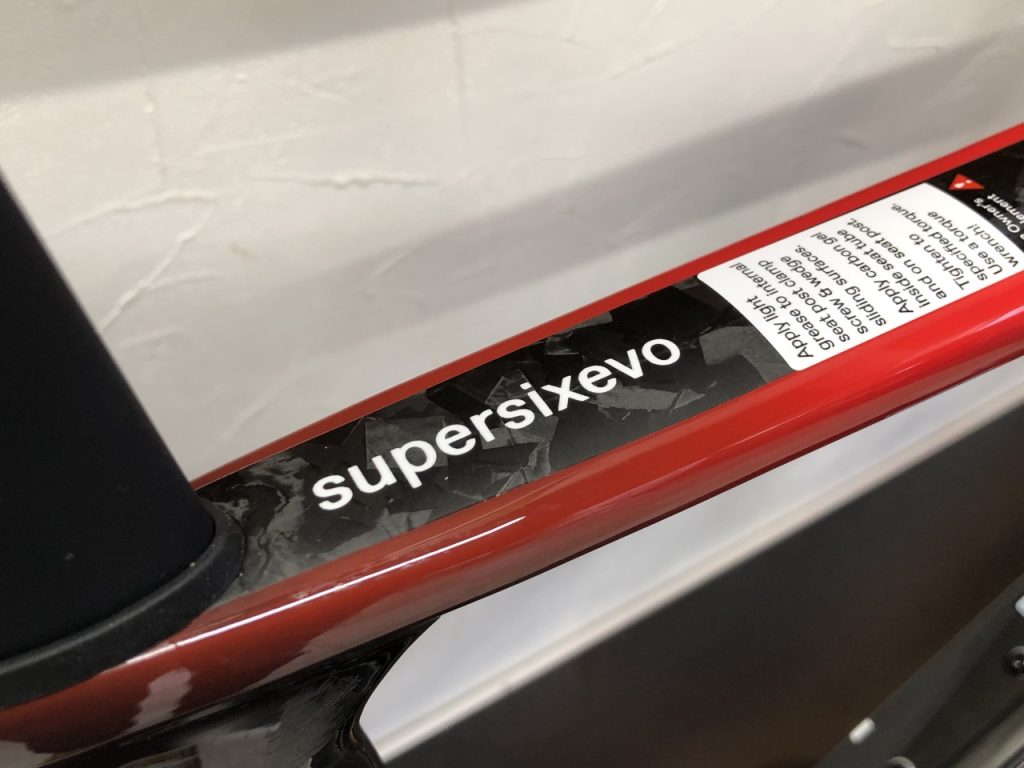 supersixevo
Apply light
grease to internal
seat post clamp
screw & wedge
sliding surfaces.
Apply carbon gel
inside seat tube
and on seat post.
Tighten to
specified torque.
Use a torque
wrench!
Owner's